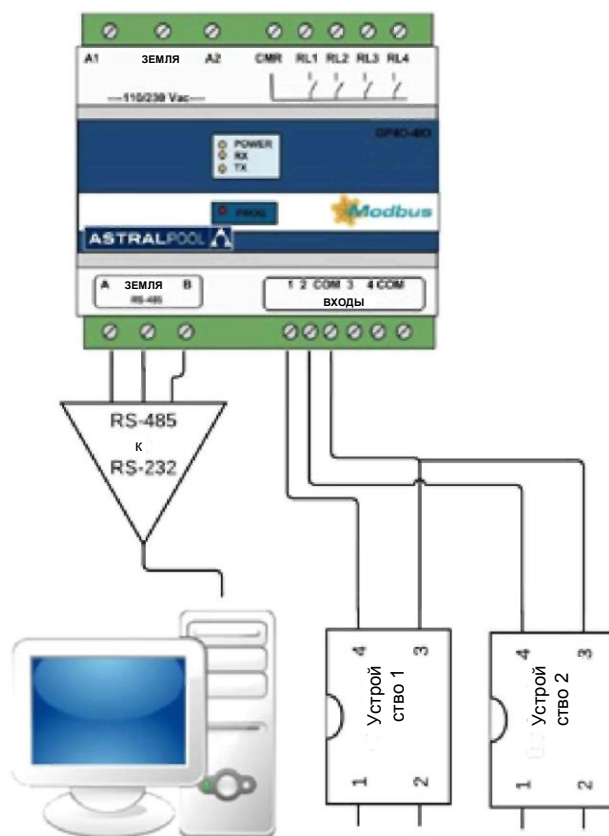 A1 ЗЕМЛЯ A2 CMR RL1 RL2 RL3 RL4
----110/230 Vac----
POWER
RX
TX
PROG
Modbus
ASTRALPOOL
A ЗЕМЛЯ B
RS-485
1 2 COM 3 4 COM
ВХОДЫ
RS-485
к
RS-232
4 3
Устрой
ство 1
1 2
4 3
Устрой
ство 2
1 2